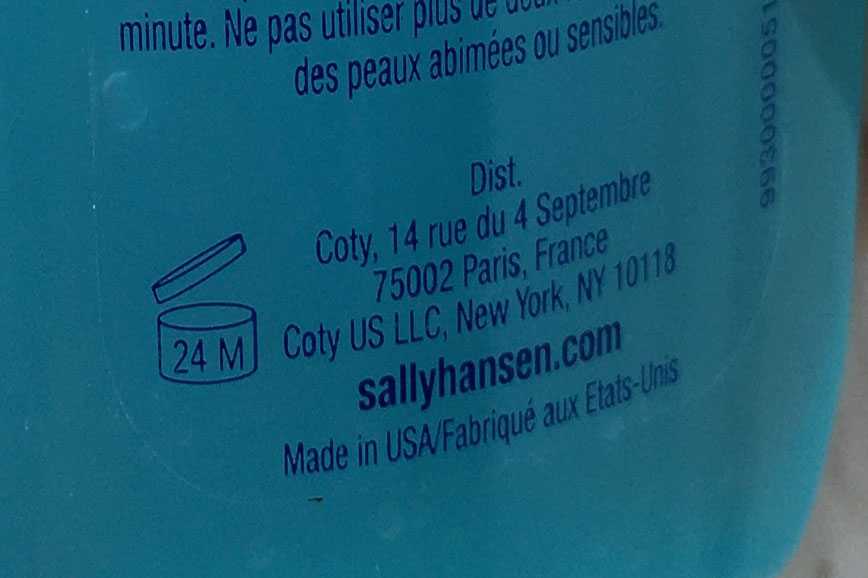 minute. Ne pas utiliser plus de
des peaux abimées ou sensibles.
Dist.
Coty, 14 rue du 4 Septembre
75002 Paris, France
Coty US LLC, New York, NY 10118
sallyhansen.com
Made in USA/Fabriqué aux Etats-Unis
24 M